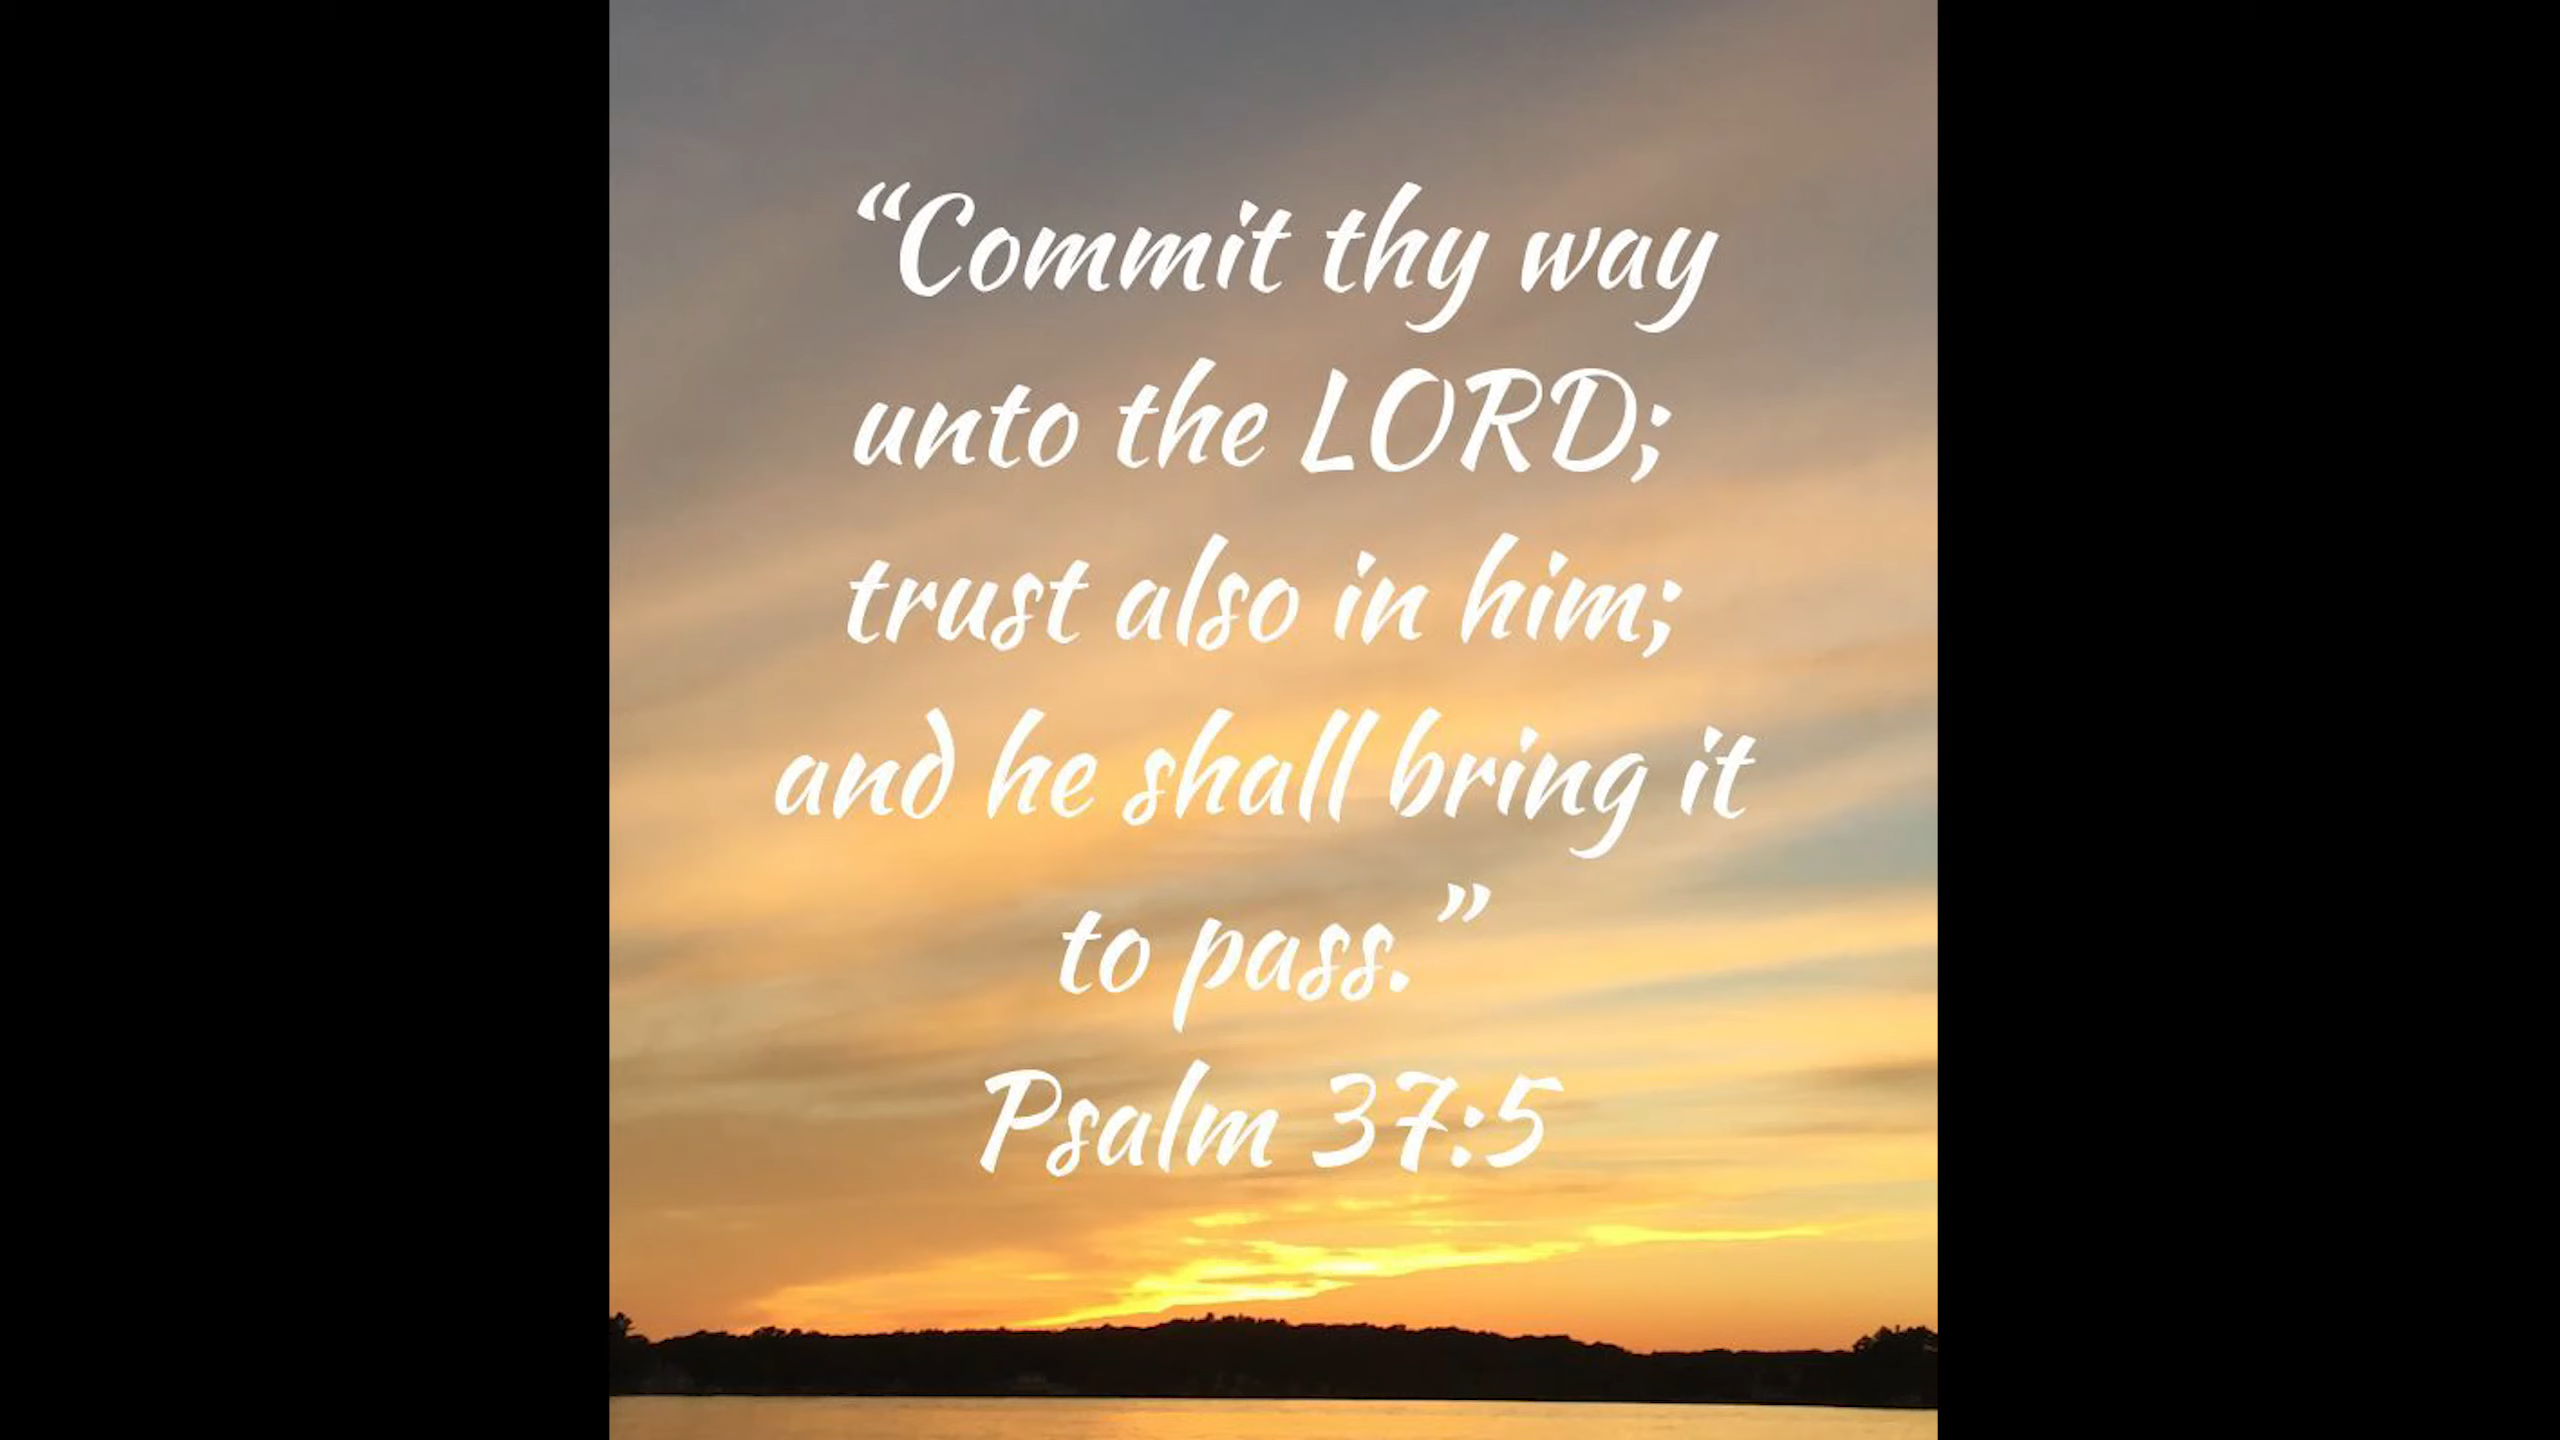 “Commit thy way
unto the LORD;
trust also in him;
and he shall bring it
to pass.”
Psalm 37:5